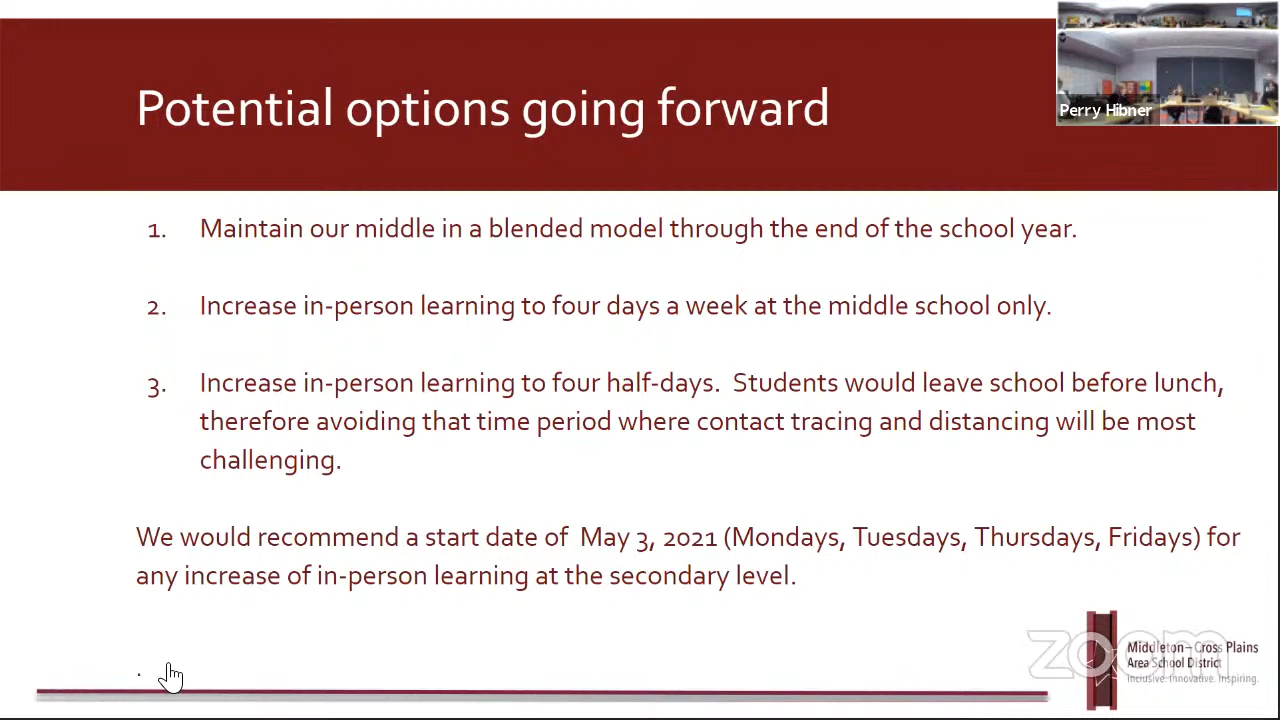 Potential options going forward
Perry Hibner
1. Maintain our middle in a blended model through the end of the school year.
2. Increase in-person learning to four days a week at the middle school only.
3. Increase in-person learning to four half-days.  Students would leave school before lunch,
therefore avoiding that time period where contact tracing and distancing will be most
challenging.
We would recommend a start date of  May 3, 2021 (Mondays, Tuesdays, Thursdays, Fridays) for
any increase of in-person learning at the secondary level.
.
zoom
Middleton–Cross Plains
Area School District
Inclusive. Innovative. Inspiring.